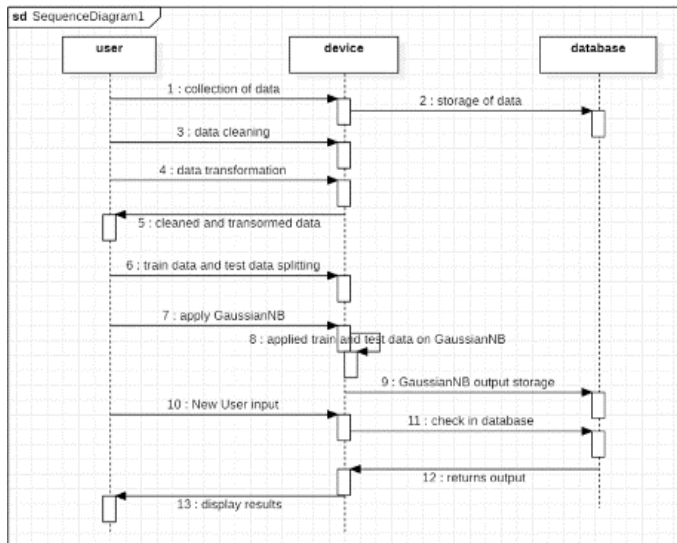 sd SequenceDiagram1
user
device
database
1 : collection of data
2 : storage of data
3 : data cleaning
4 : data transformation
5 : cleaned and transormed data
6 : train data and test data splitting
7 : apply GaussianNB
8 : applied train and test data on GaussianNB
9 : GaussianNB output storage
10 : New User input
11 : check in database
12 : returns output
13 : display results